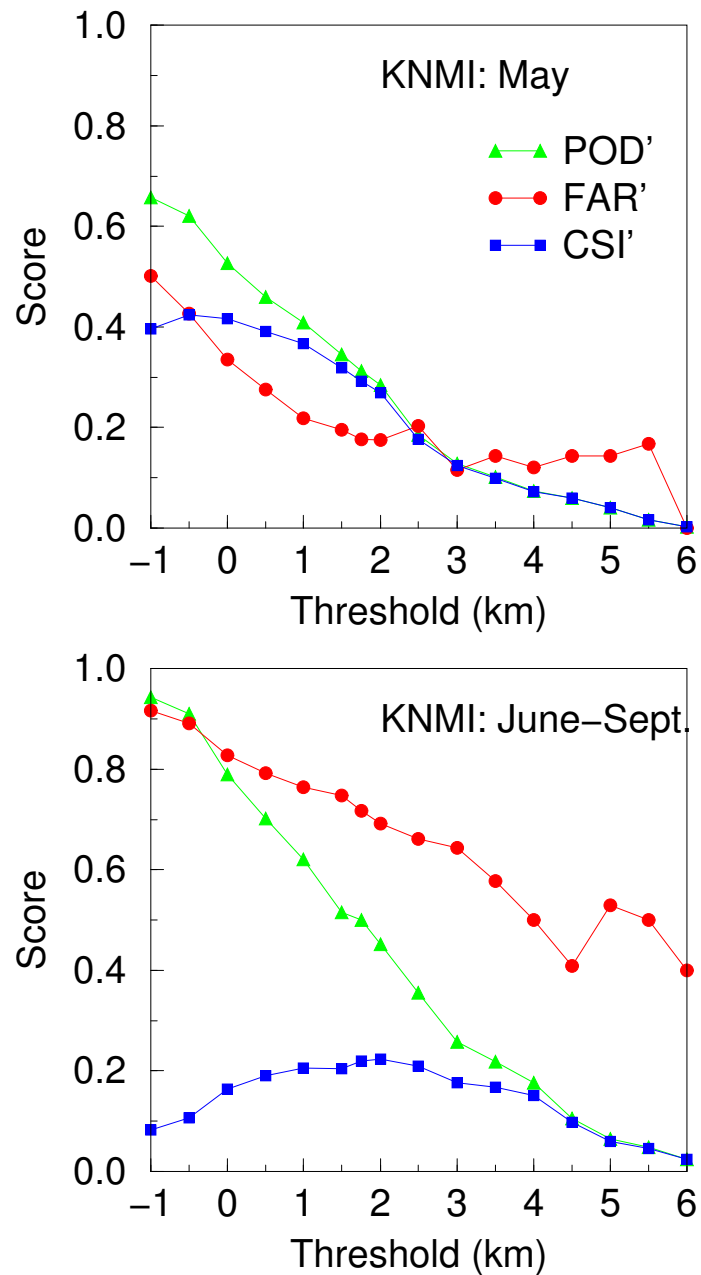 KNMI: May
POD’
FAR’
CSI’
Score
1.0
0.8
0.6
0.4
0.2
0.0
−1 0 1 2 3 4 5 6
Threshold (km)
KNMI: June−Sept.
Score
1.0
0.8
0.6
0.4
0.2
0.0
−1 0 1 2 3 4 5 6
Threshold (km)